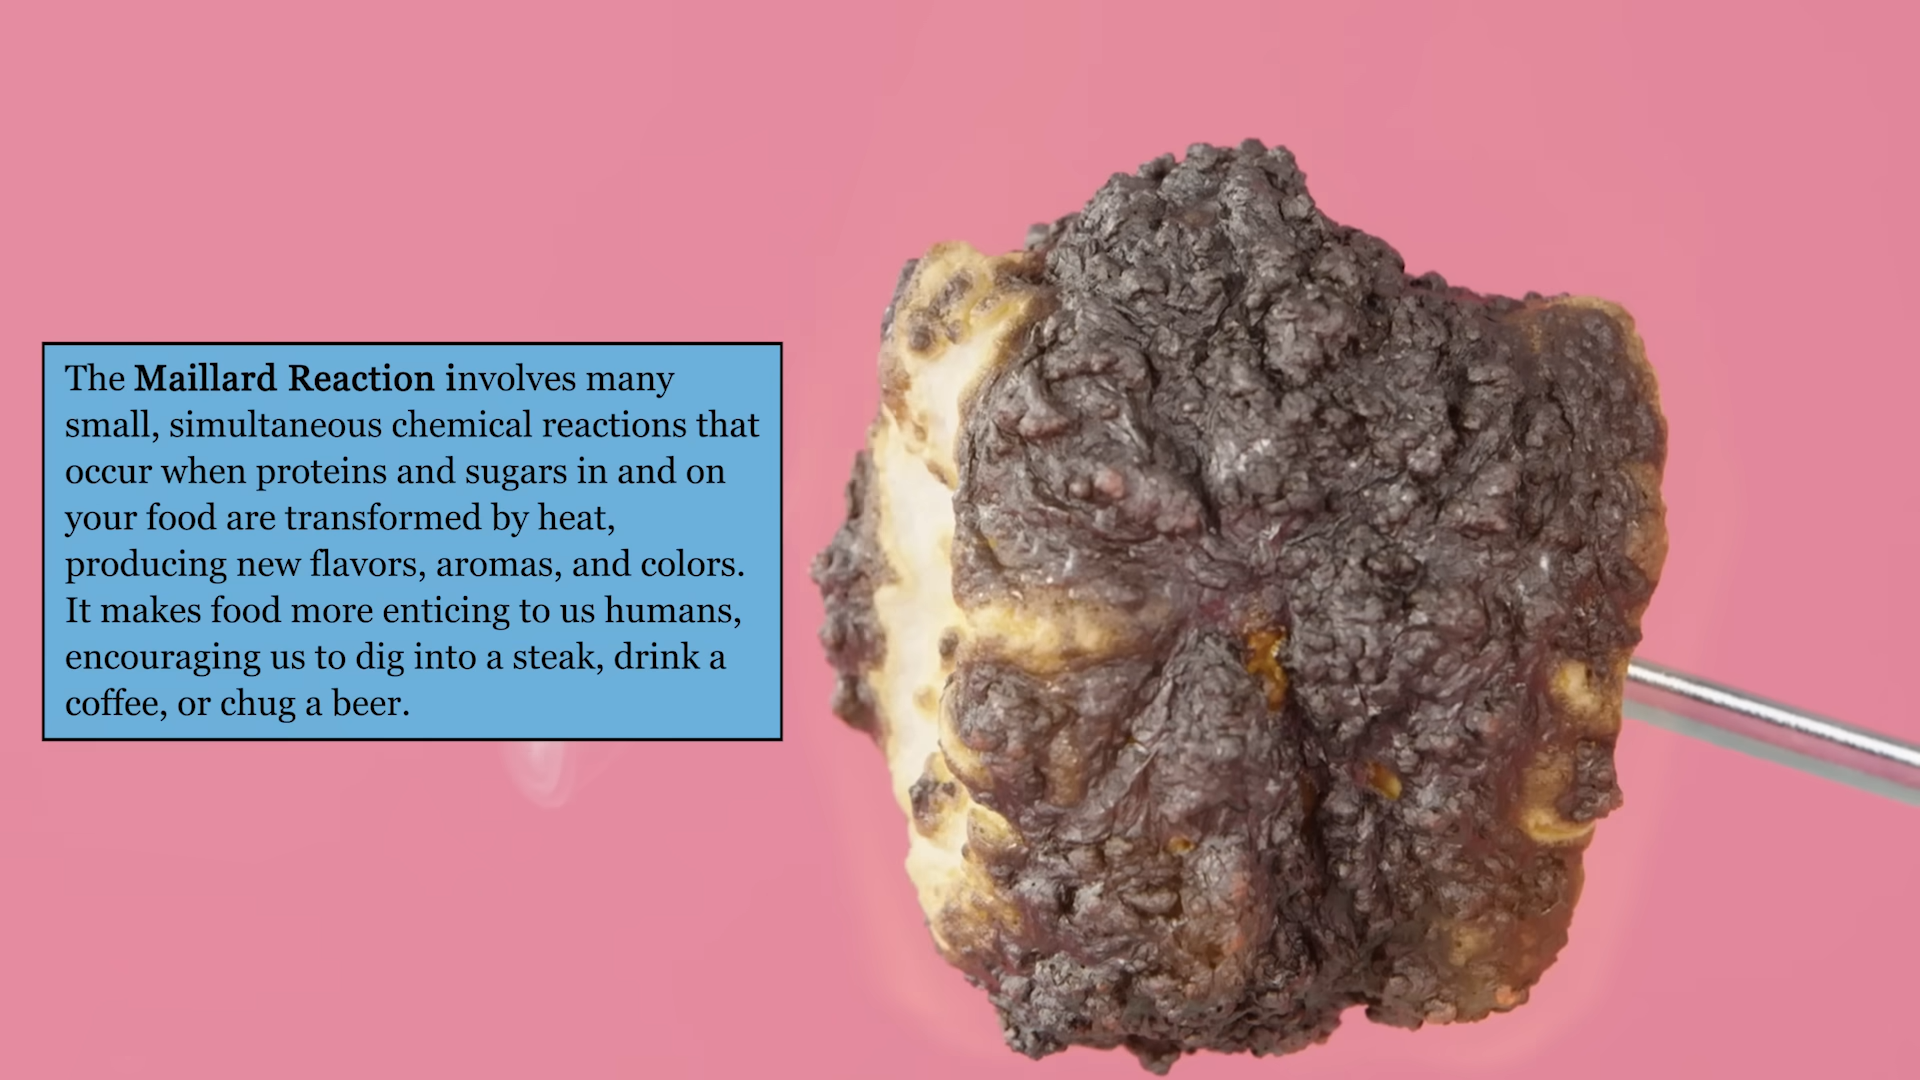 The Maillard Reaction involves many
small, simultaneous chemical reactions that
occur when proteins and sugars in and on
your food are transformed by heat,
producing new flavors, aromas, and colors.
It makes food more enticing to us humans,
encouraging us to dig into a steak, drink a
coffee, or chug a beer.